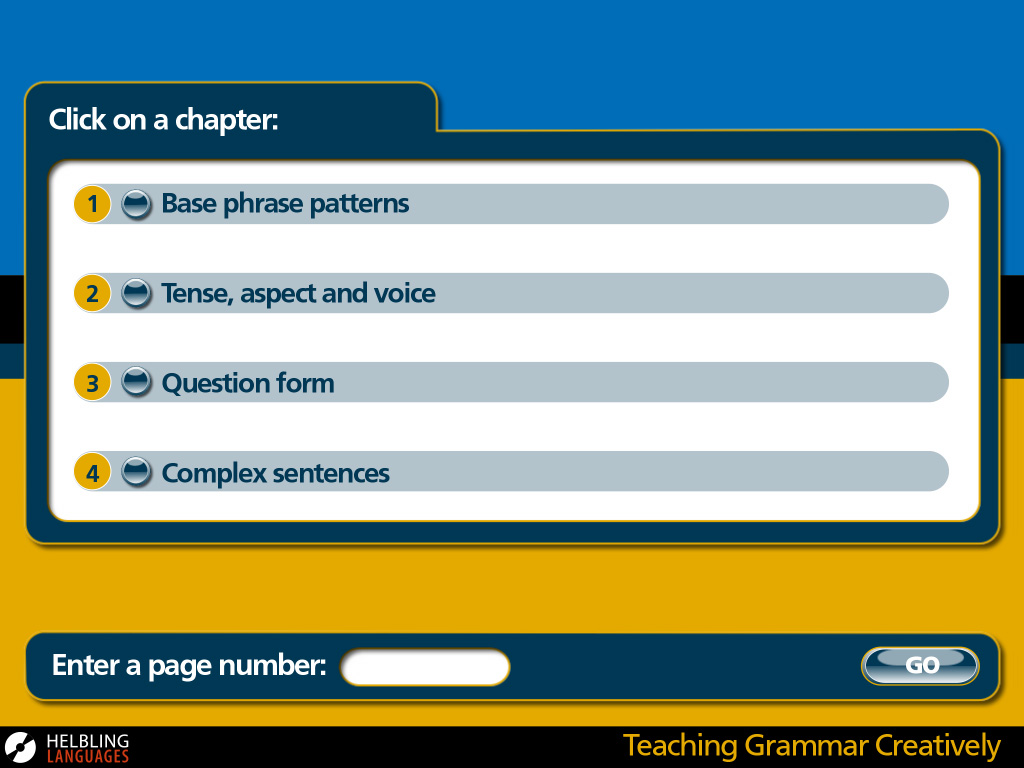 Click on a chapter:
1 Base phrase patterns
2 Tense, aspect and voice
3 Question form
4 Complex sentences
Enter a page number:
GO
HELBLING
LANGUAGES
Teaching Grammar Creatively